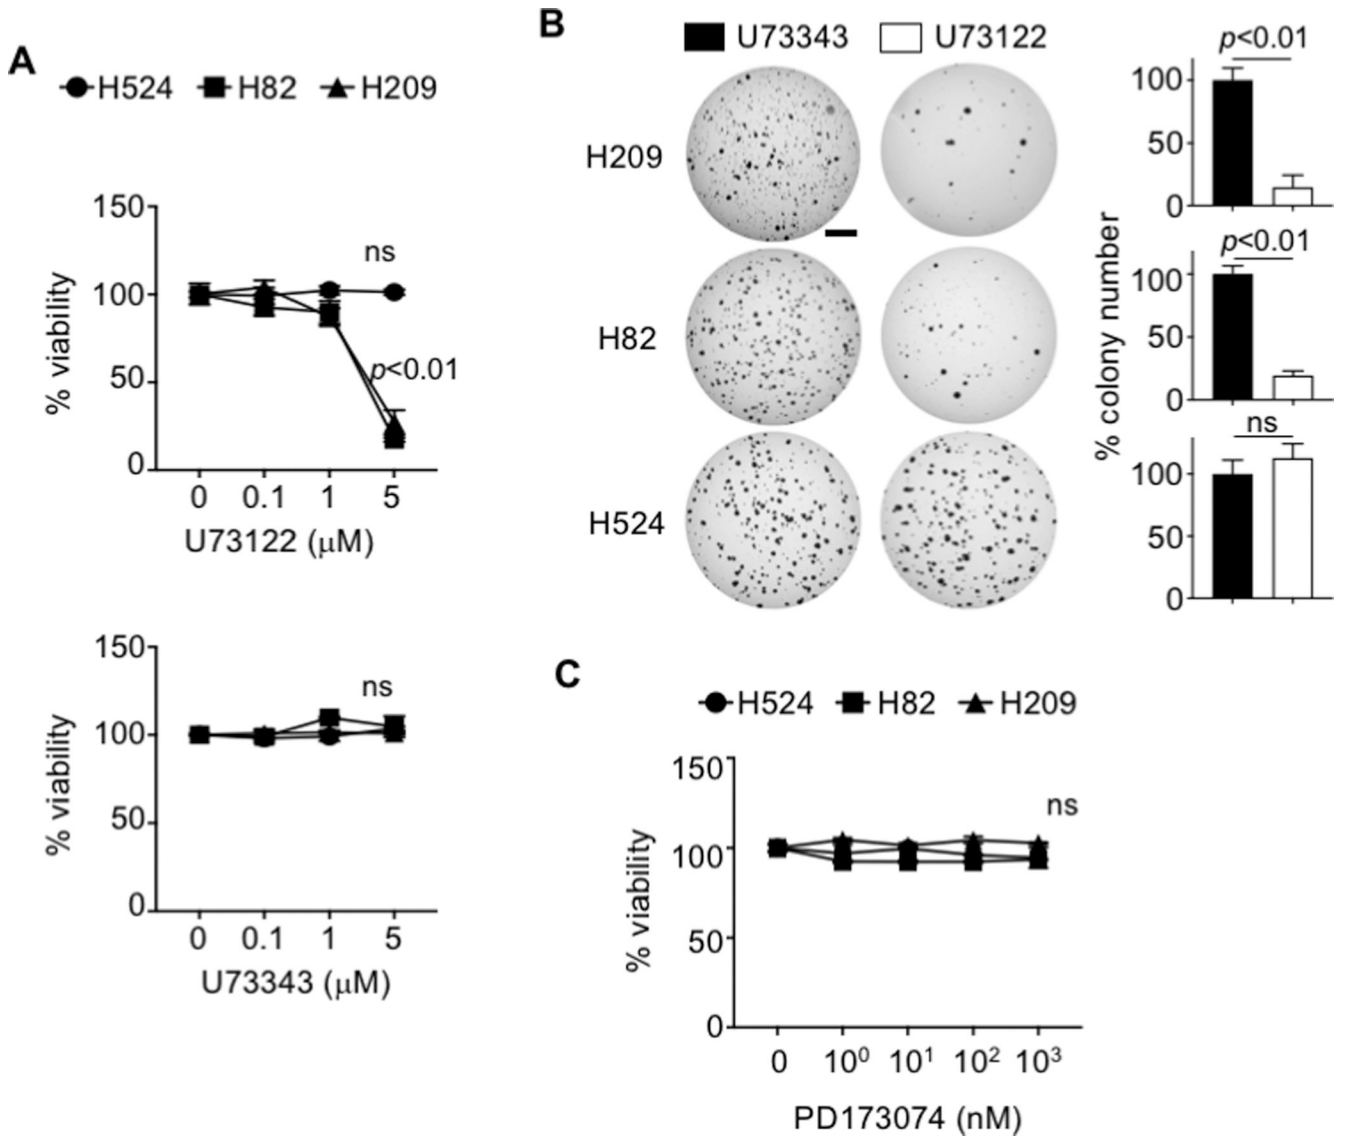 A
H524 H82 H209
150
100
50
0
% viability
ns
p<0.01
0 0.1 1 5
U73122 (μM)
150
100
50
0
% viability
ns
0 0.1 1 5
U73343 (μM)
B
U73343 U73122
H209
H82
H524
% colony number
p<0.01
100
50
0
p<0.01
100
50
0
ns
100
50
0
C
H524 H82 H209
150
100
50
0
% viability
ns
0 10⁰ 10¹ 10² 10³
PD173074 (nM)